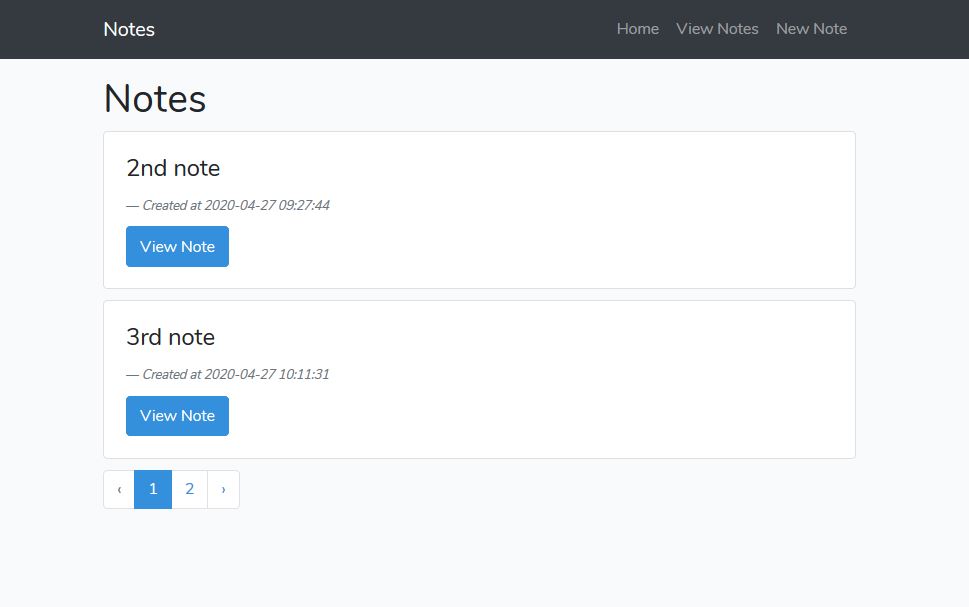 Notes Home View Notes New Note
Notes
2nd note
— Created at 2020-04-27 09:27:44
View Note
3rd note
— Created at 2020-04-27 10:11:31
View Note
‹ 1 2 ›